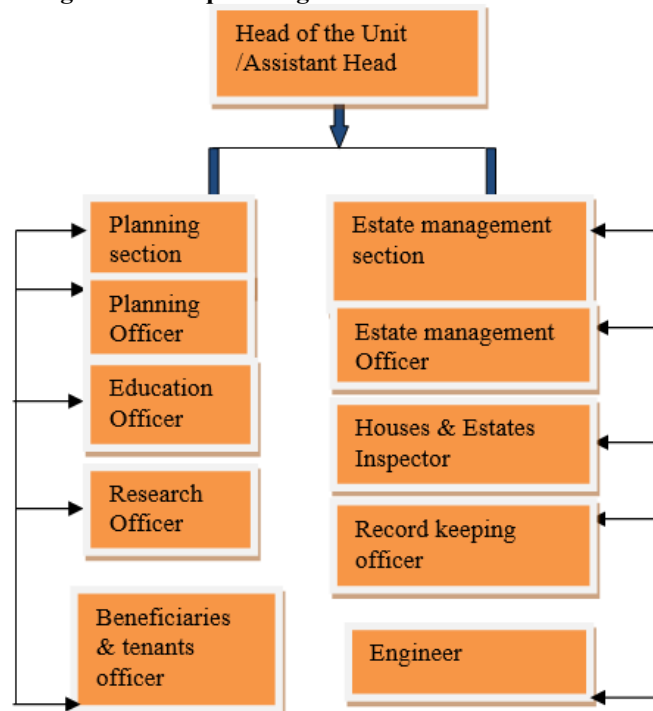 Head of the Unit
/Assistant Head
Planning
section
Planning
Officer
Education
Officer
Research
Officer
Beneficiaries
& tenants
officer
Estate management
section
Estate management
Officer
Houses & Estates
Inspector
Record keeping
officer
Engineer